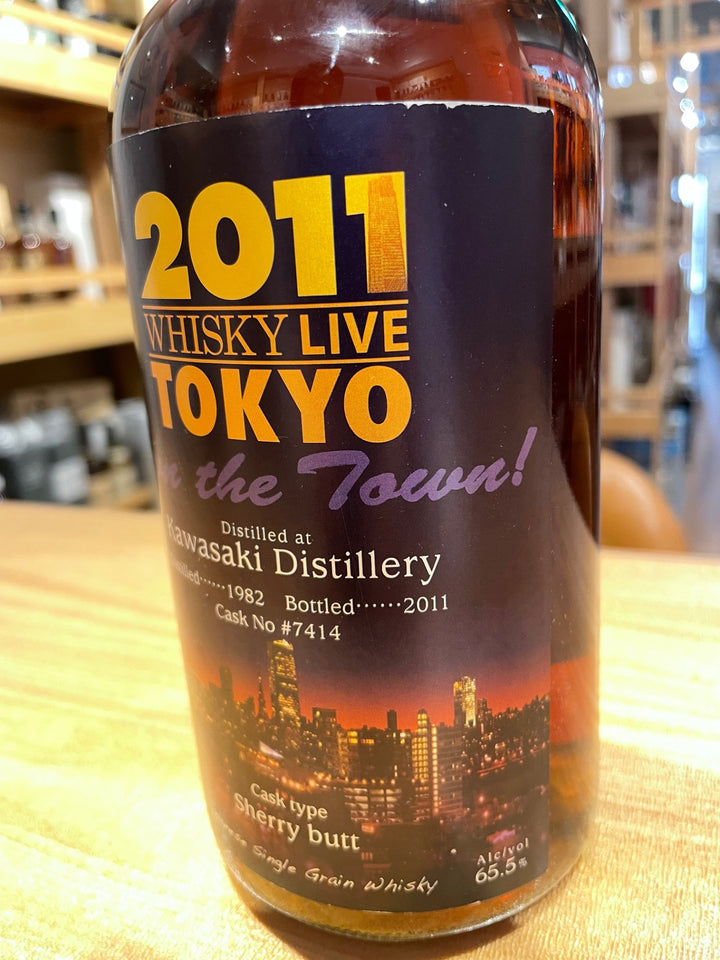 2011
WHISKY LIVE
TOKYO
the Town!
Distilled at
Kawasaki Distillery
1982 Bottled······2011
Cask No #7414
Cask type
Sherry butt
Single Grain Whisky
Alc/vol
65.5%